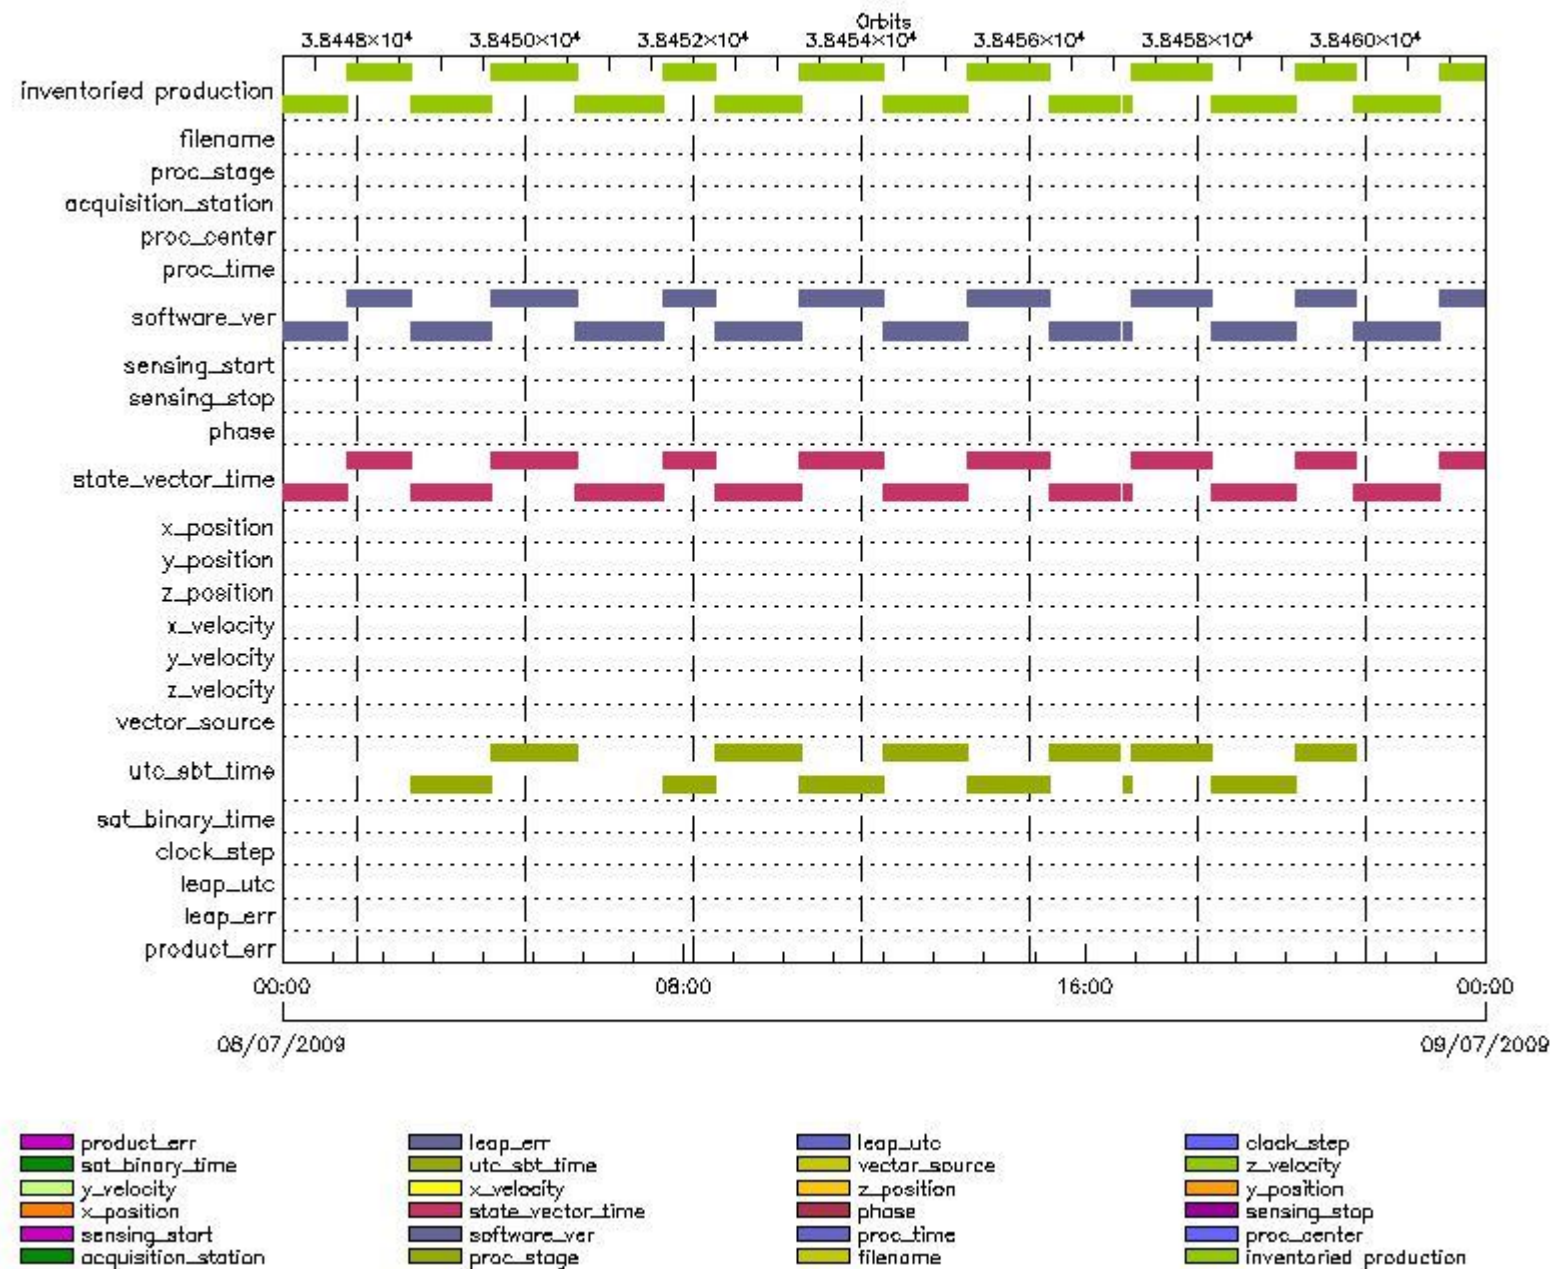 Orbits
3.8448×10⁴ 3.8450×10⁴ 3.8452×10⁴ 3.8454×10⁴ 3.8456×10⁴ 3.8458×10⁴ 3.8460×10⁴
inventoried production
filename
proc_stage
acquisition_station
proc_center
proc_time
software_ver
sensing_start
sensing_stop
phase
state_vector_time
x_position
y_position
z_position
x_velocity
y_velocity
z_velocity
vector_source
utc_sbt_time
sat_binary_time
clock_step
leap_utc
leap_err
product_err
00:00 08:00 16:00 00:00
08/07/2009 09/07/2009
product_err leap_err leap_utc clock_step
sat_binary_time utc_sbt_time vector_source z_velocity
y_velocity x_velocity z_position y_position
x_position state_vector_time phase sensing_stop
sensing_start software_ver proc_time proc_center
acquisition_station proc_stage filename inventoried production